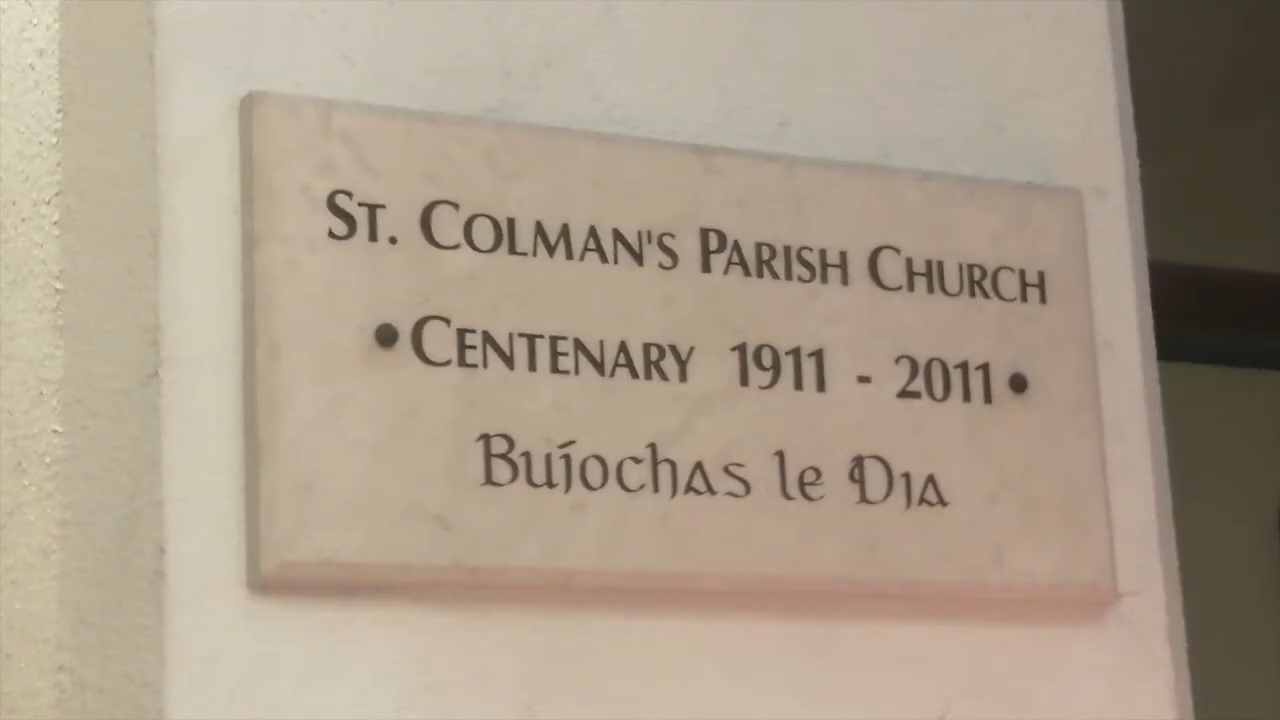 ST. COLMAN'S PARISH CHURCH
•CENTENARY 1911 - 2011•
Buíochas le Dia